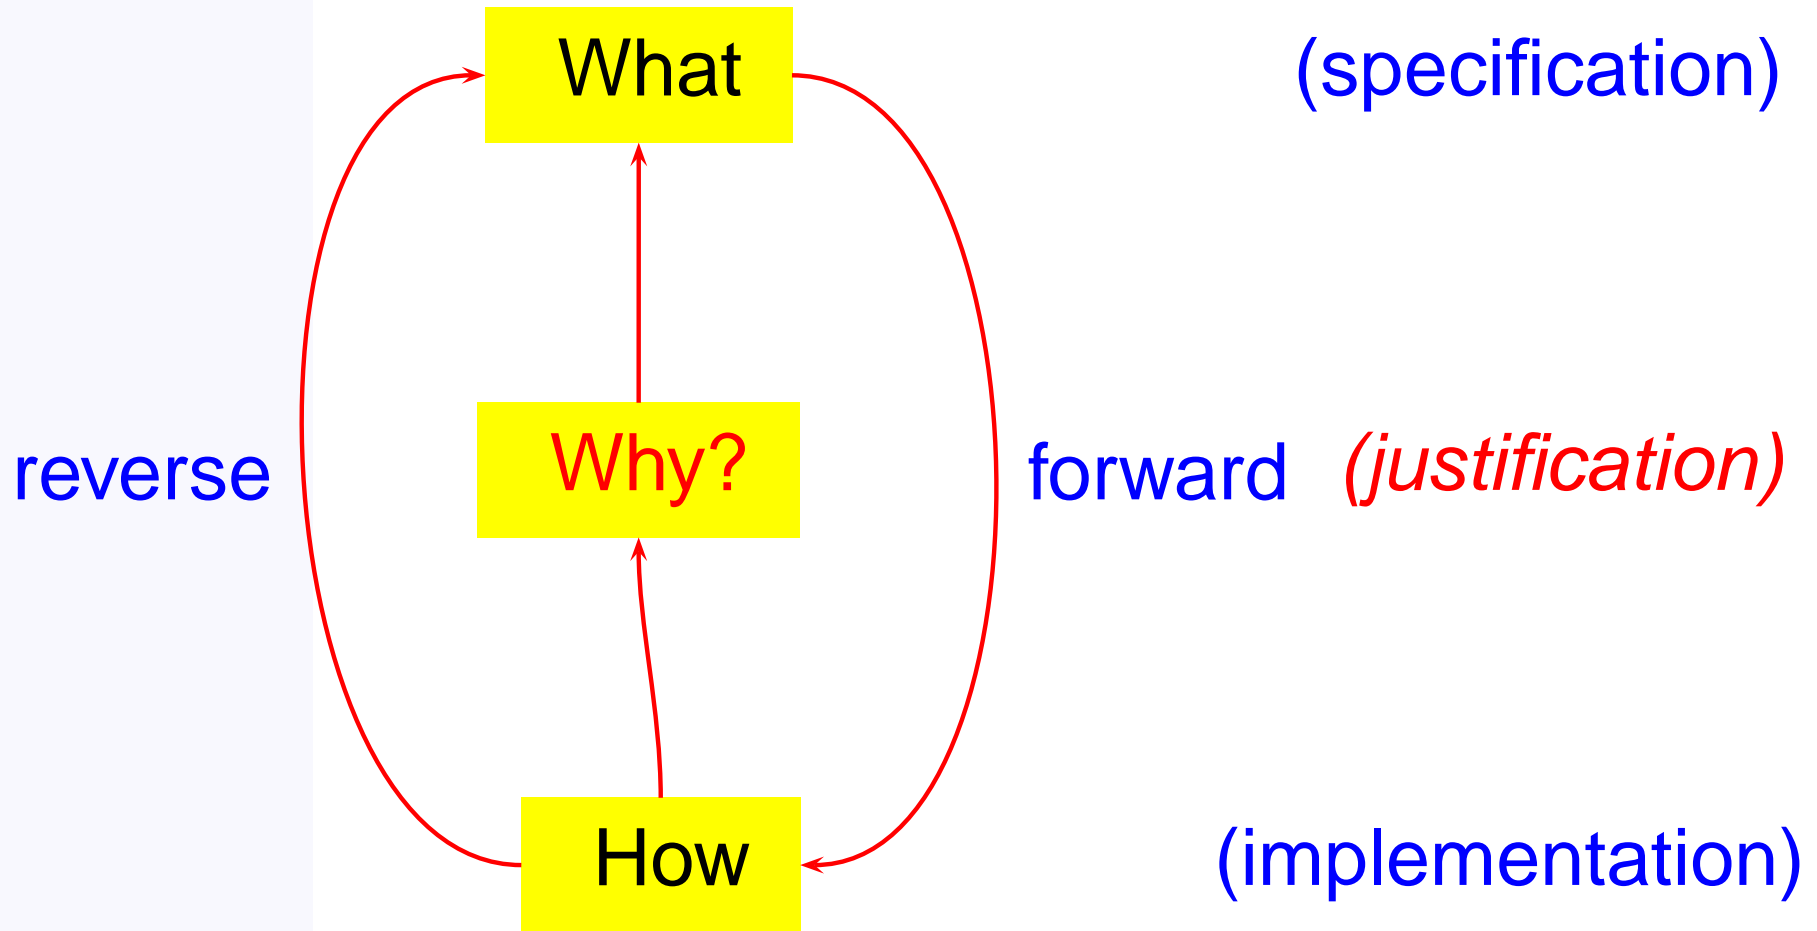 What (specification)
reverse Why? forward (justification)
How (implementation)